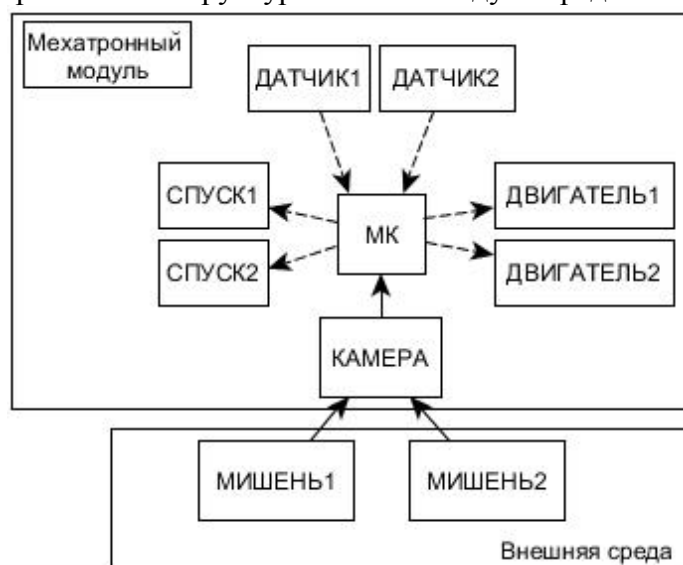 Мехатронный
модуль
ДАТЧИК1
ДАТЧИК2
СПУСК1
МК
ДВИГАТЕЛЬ1
СПУСК2
ДВИГАТЕЛЬ2
КАМЕРА
МИШЕНЬ1
МИШЕНЬ2
Внешняя среда